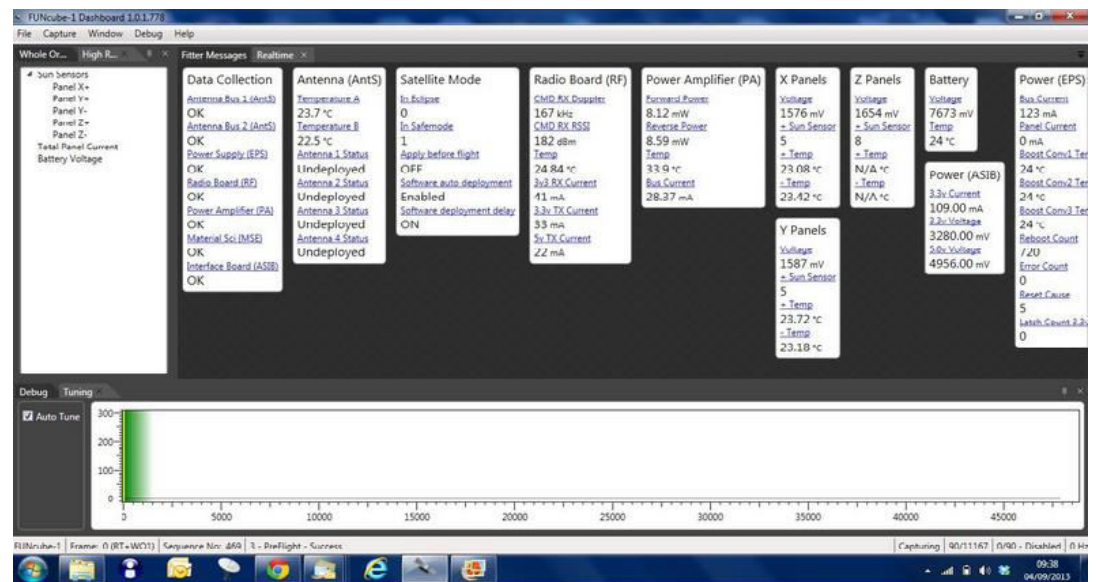 FUNcube-1 Dashboard 1.0.1.778
File Capture Window Debug Help
Whole Or... High R...
Fitter Messages Realtime
Sun Sensors
Panel X+
Panel Y+
Panel Y-
Panel Z+
Panel Z-
Total Panel Current
Battery Voltage
Data Collection
Antenna Bus 1 (AntS)
OK
Antenna Bus 2 (AntS)
OK
Power Supply (EPS)
OK
Radio Board (RF)
OK
Power Amplifier (PA)
OK
Material Sci (MSE)
OK
Interface Board (ASIB)
OK
Antenna (AntS)
Temperature A
23.7 °C
Temperature B
22.5 °C
Antenna 1 Status
Undeployed
Antenna 2 Status
Undeployed
Antenna 3 Status
Undeployed
Antenna 4 Status
Undeployed
Satellite Mode
In Eclipse
0
In Safemode
1
Apply before flight
OFF
Software auto deployment
Enabled
Software deployment delay
ON
Radio Board (RF)
CMD RX Doppler
167 kHz
CMD RX RSSI
182 dBm
Temp
24.84 °C
3v3 RX Current
41 mA
3.3v TX Current
33 mA
5v TX Current
22 mA
Power Amplifier (PA)
Forward Power
8.12 mW
Reverse Power
8.59 mW
Temp
33.9 °C
Bus Current
28.37 mA
X Panels
Voltage
1576 mV
+ Sun Sensor
5
+ Temp
23.08 °C
- Temp
23.42 °C
Y Panels
Voltage
1587 mV
+ Sun Sensor
5
+ Temp
23.72 °C
- Temp
23.18 °C
Z Panels
Voltage
1654 mV
+ Sun Sensor
8
+ Temp
N/A °C
- Temp
N/A °C
Battery
Voltage
7673 mV
Temp
24 °C
Power (ASIB)
3.3v Current
109.00 mA
3280.00 mV
5.0v Voltage
4956.00 mV
Power (EPS)
Bus Current
123 mA
Panel Current
0 mA
Boost Conv1 Ter
24 °C
Boost Conv2 Ter
24 °C
Boost Conv3 Ter
24 °C
Reboot Count
720
Error Count
0
Reset Cause
5
Latch Count 3.3v
0
Debug Tuning
Auto Tune
300
200
100
0
5000 10000 15000 20000 25000 30000 35000 40000 45000
FUNcube-1 Frame: 0 (RT+WO1) Sequence No: 469 3 - PreFlight - Success
Capturing 90/11167 0/90 - Disabled 0 Hz
09:38
04/09/2013